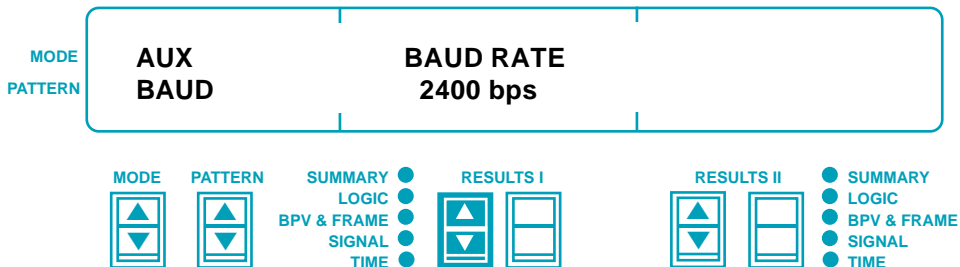 MODE AUX BAUD RATE
PATTERN BAUD 2400 bps
MODE PATTERN SUMMARY RESULTS I RESULTS II SUMMARY
LOGIC LOGIC
BPV & FRAME BPV & FRAME
SIGNAL SIGNAL
TIME TIME